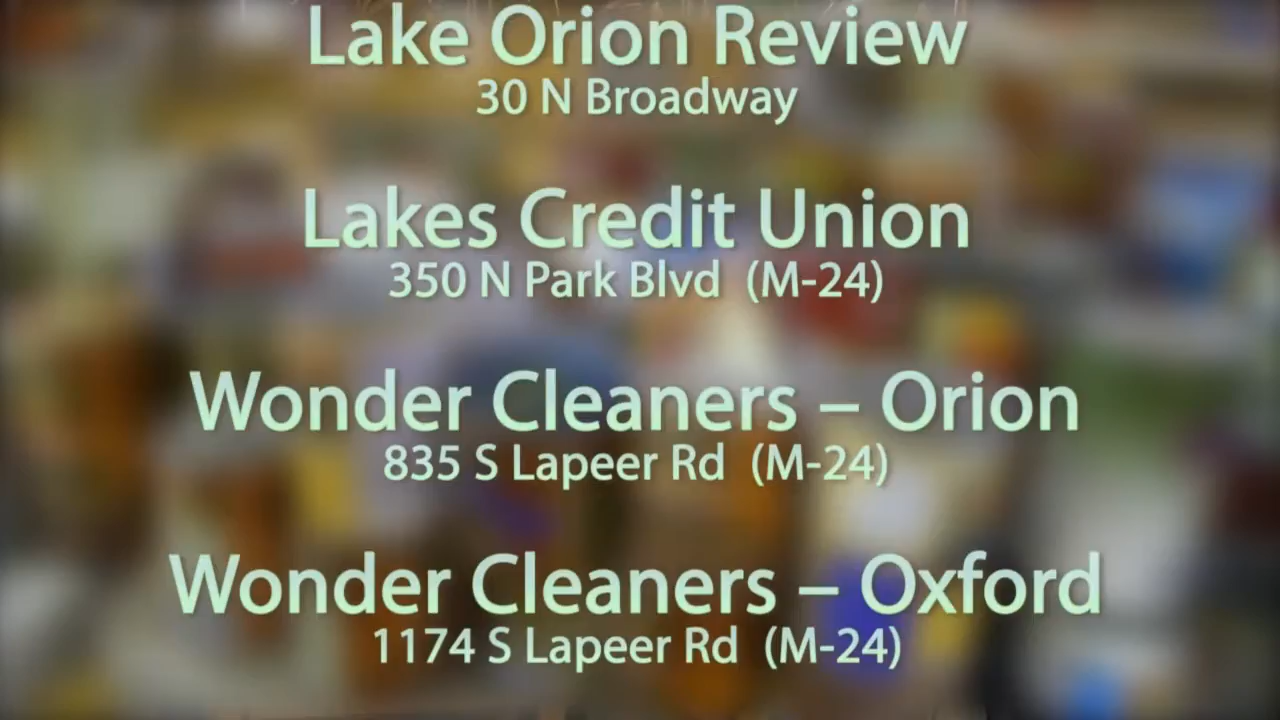 Lake Orion Review
30 N Broadway
Lakes Credit Union
350 N Park Blvd (M-24)
Wonder Cleaners – Orion
835 S Lapeer Rd (M-24)
Wonder Cleaners – Oxford
1174 S Lapeer Rd (M-24)